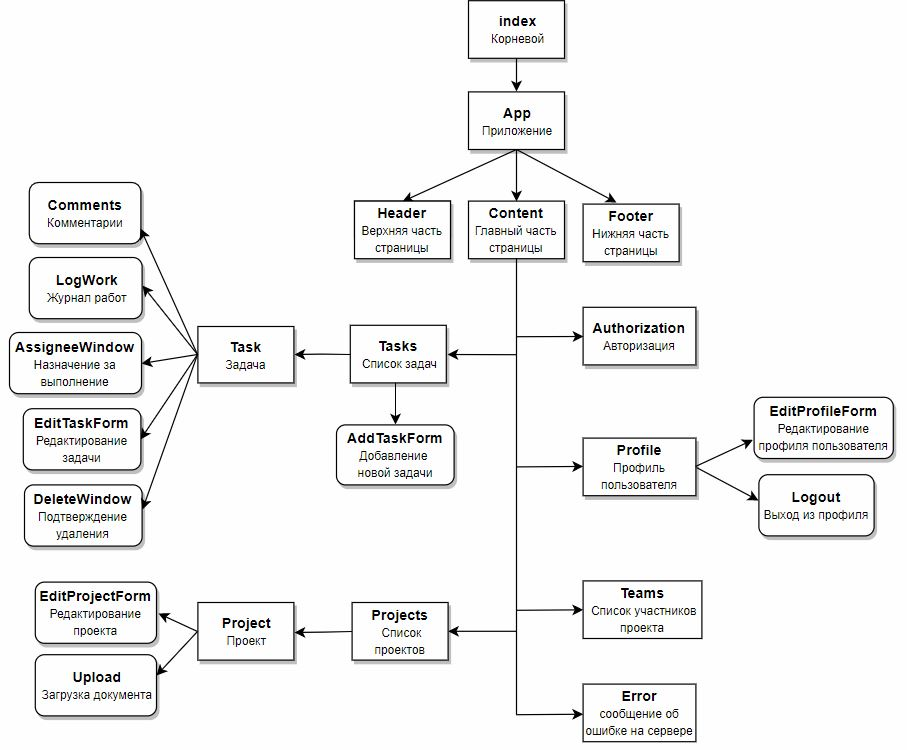 index
Корневой
App
Приложение
Header
Верхняя часть
страницы
Content
Главный часть
страницы
Footer
Нижняя часть
страницы
Comments
Комментарии
LogWork
Журнал работ
AssigneeWindow
Назначение за
выполнение
EditTaskForm
Редактирование
задачи
DeleteWindow
Подтверждение
удаления
Task
Задача
Tasks
Список задач
AddTaskForm
Добавление
новой задачи
Authorization
Авторизация
Profile
Профиль
пользователя
EditProfileForm
Редактирование
профиля пользователя
Logout
Выход из профиля
EditProjectForm
Редактирование
проекта
Upload
Загрузка документа
Project
Проект
Projects
Список
проектов
Teams
Список участников
проекта
Error
сообщение об
ошибке на сервере